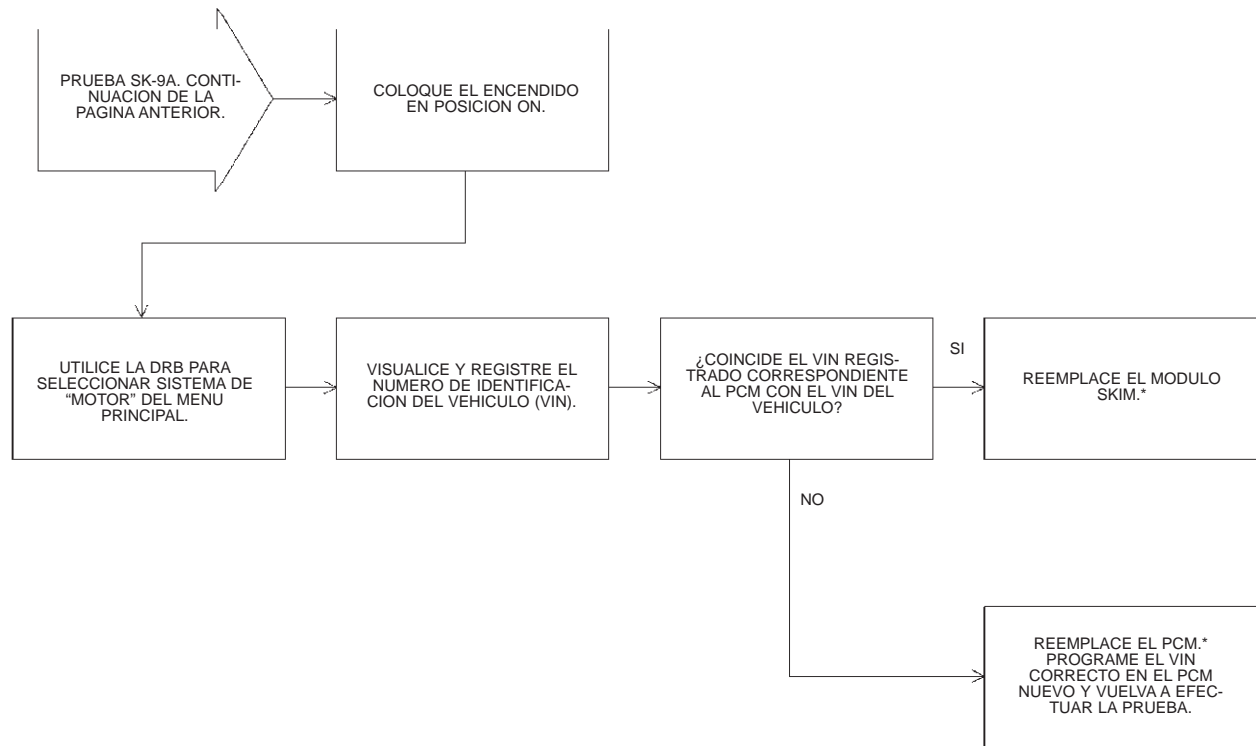 PRUEBA SK-9A. CONTI-
NUACION DE LA
PAGINA ANTERIOR.
COLOQUE EL ENCENDIDO
EN POSICION ON.
UTILICE LA DRB PARA
SELECCIONAR SISTEMA DE
“MOTOR” DEL MENU
PRINCIPAL.
VISUALICE Y REGISTRE EL
NUMERO DE IDENTIFICA-
CION DEL VEHICULO (VIN).
¿COINCIDE EL VIN REGIS-
TRADO CORRESPONDIENTE
AL PCM CON EL VIN DEL
VEHICULO?
SI
REEMPLACE EL MODULO
SKIM.*
NO
REEMPLACE EL PCM.*
PROGRAME EL VIN
CORRECTO EN EL PCM
NUEVO Y VUELVA A EFEC-
TUAR LA PRUEBA.